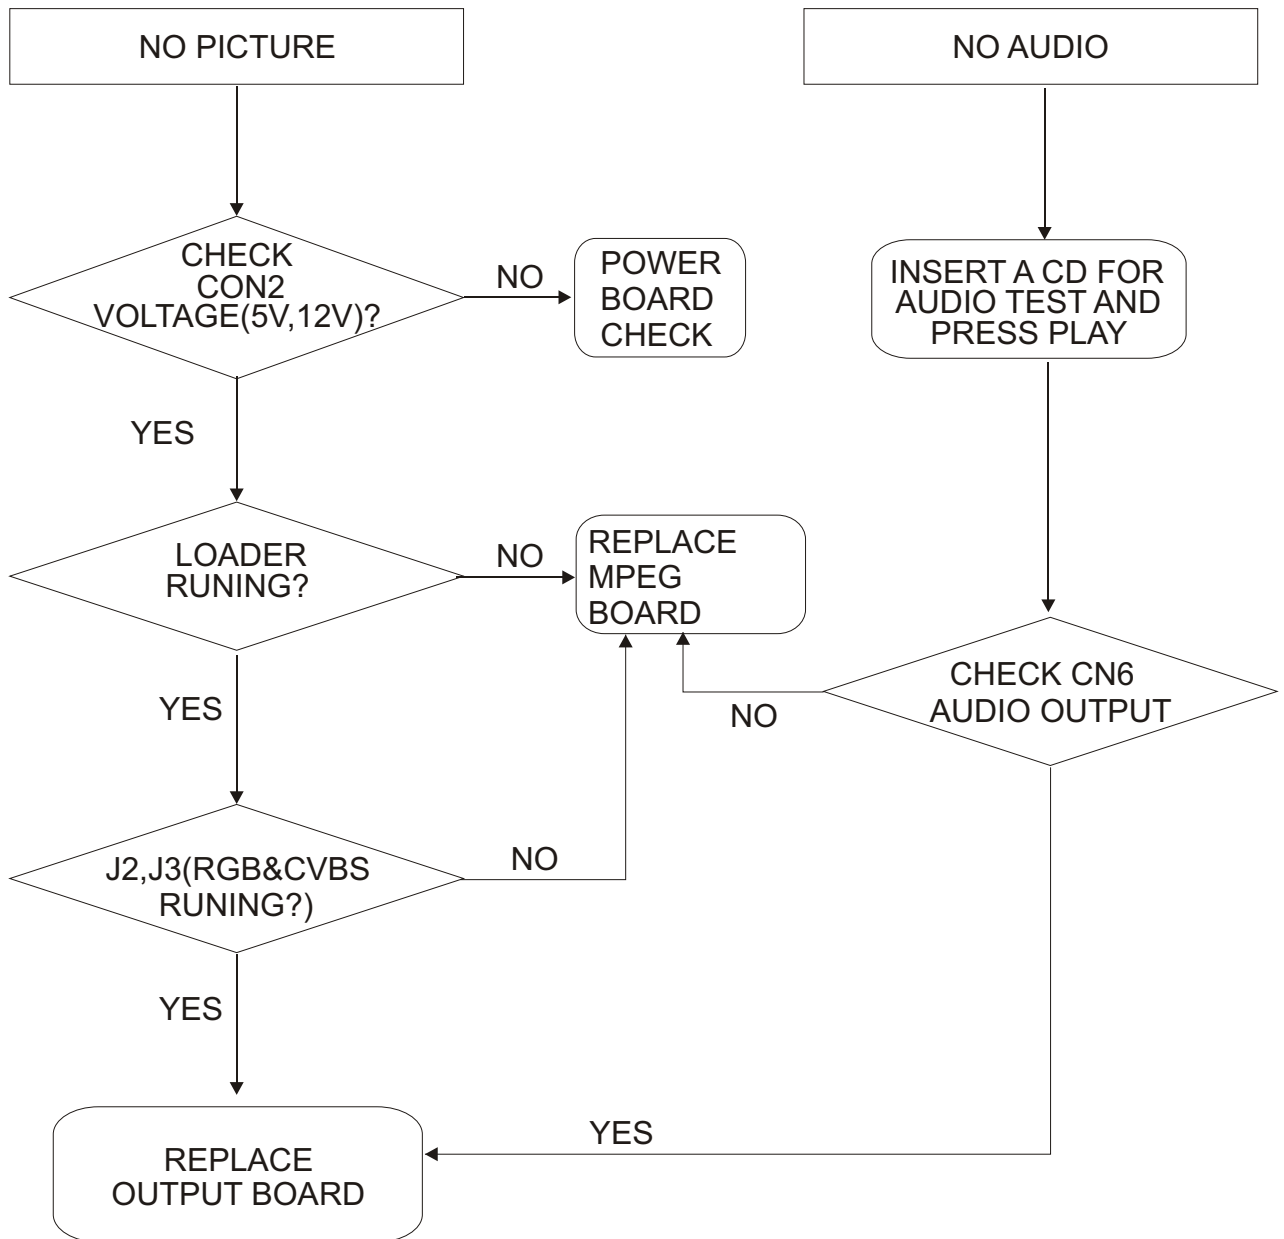 NO PICTURE
NO AUDIO
CHECK
CON2
VOLTAGE(5V,12V)?
NO
POWER
BOARD
CHECK
INSERT A CD FOR
AUDIO TEST AND
PRESS PLAY
YES
LOADER
RUNING?
NO
REPLACE
MPEG
BOARD
CHECK CN6
AUDIO OUTPUT
NO
YES
J2,J3(RGB&CVBS
RUNING?)
NO
YES
YES
REPLACE
OUTPUT BOARD